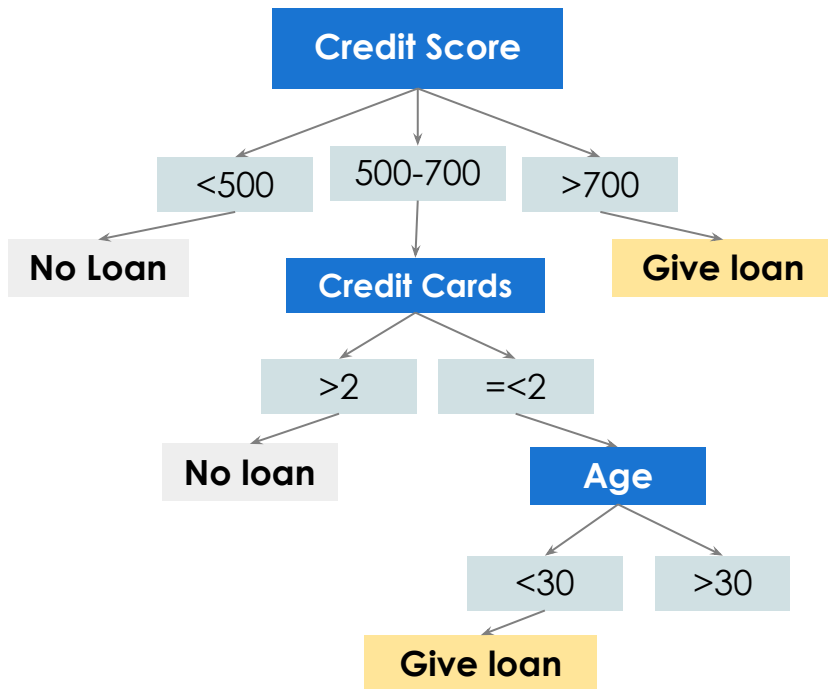 Credit Score
<500
500-700
>700
No Loan
Give loan
Credit Cards
>2
=<2
No loan
Age
<30
>30
Give loan